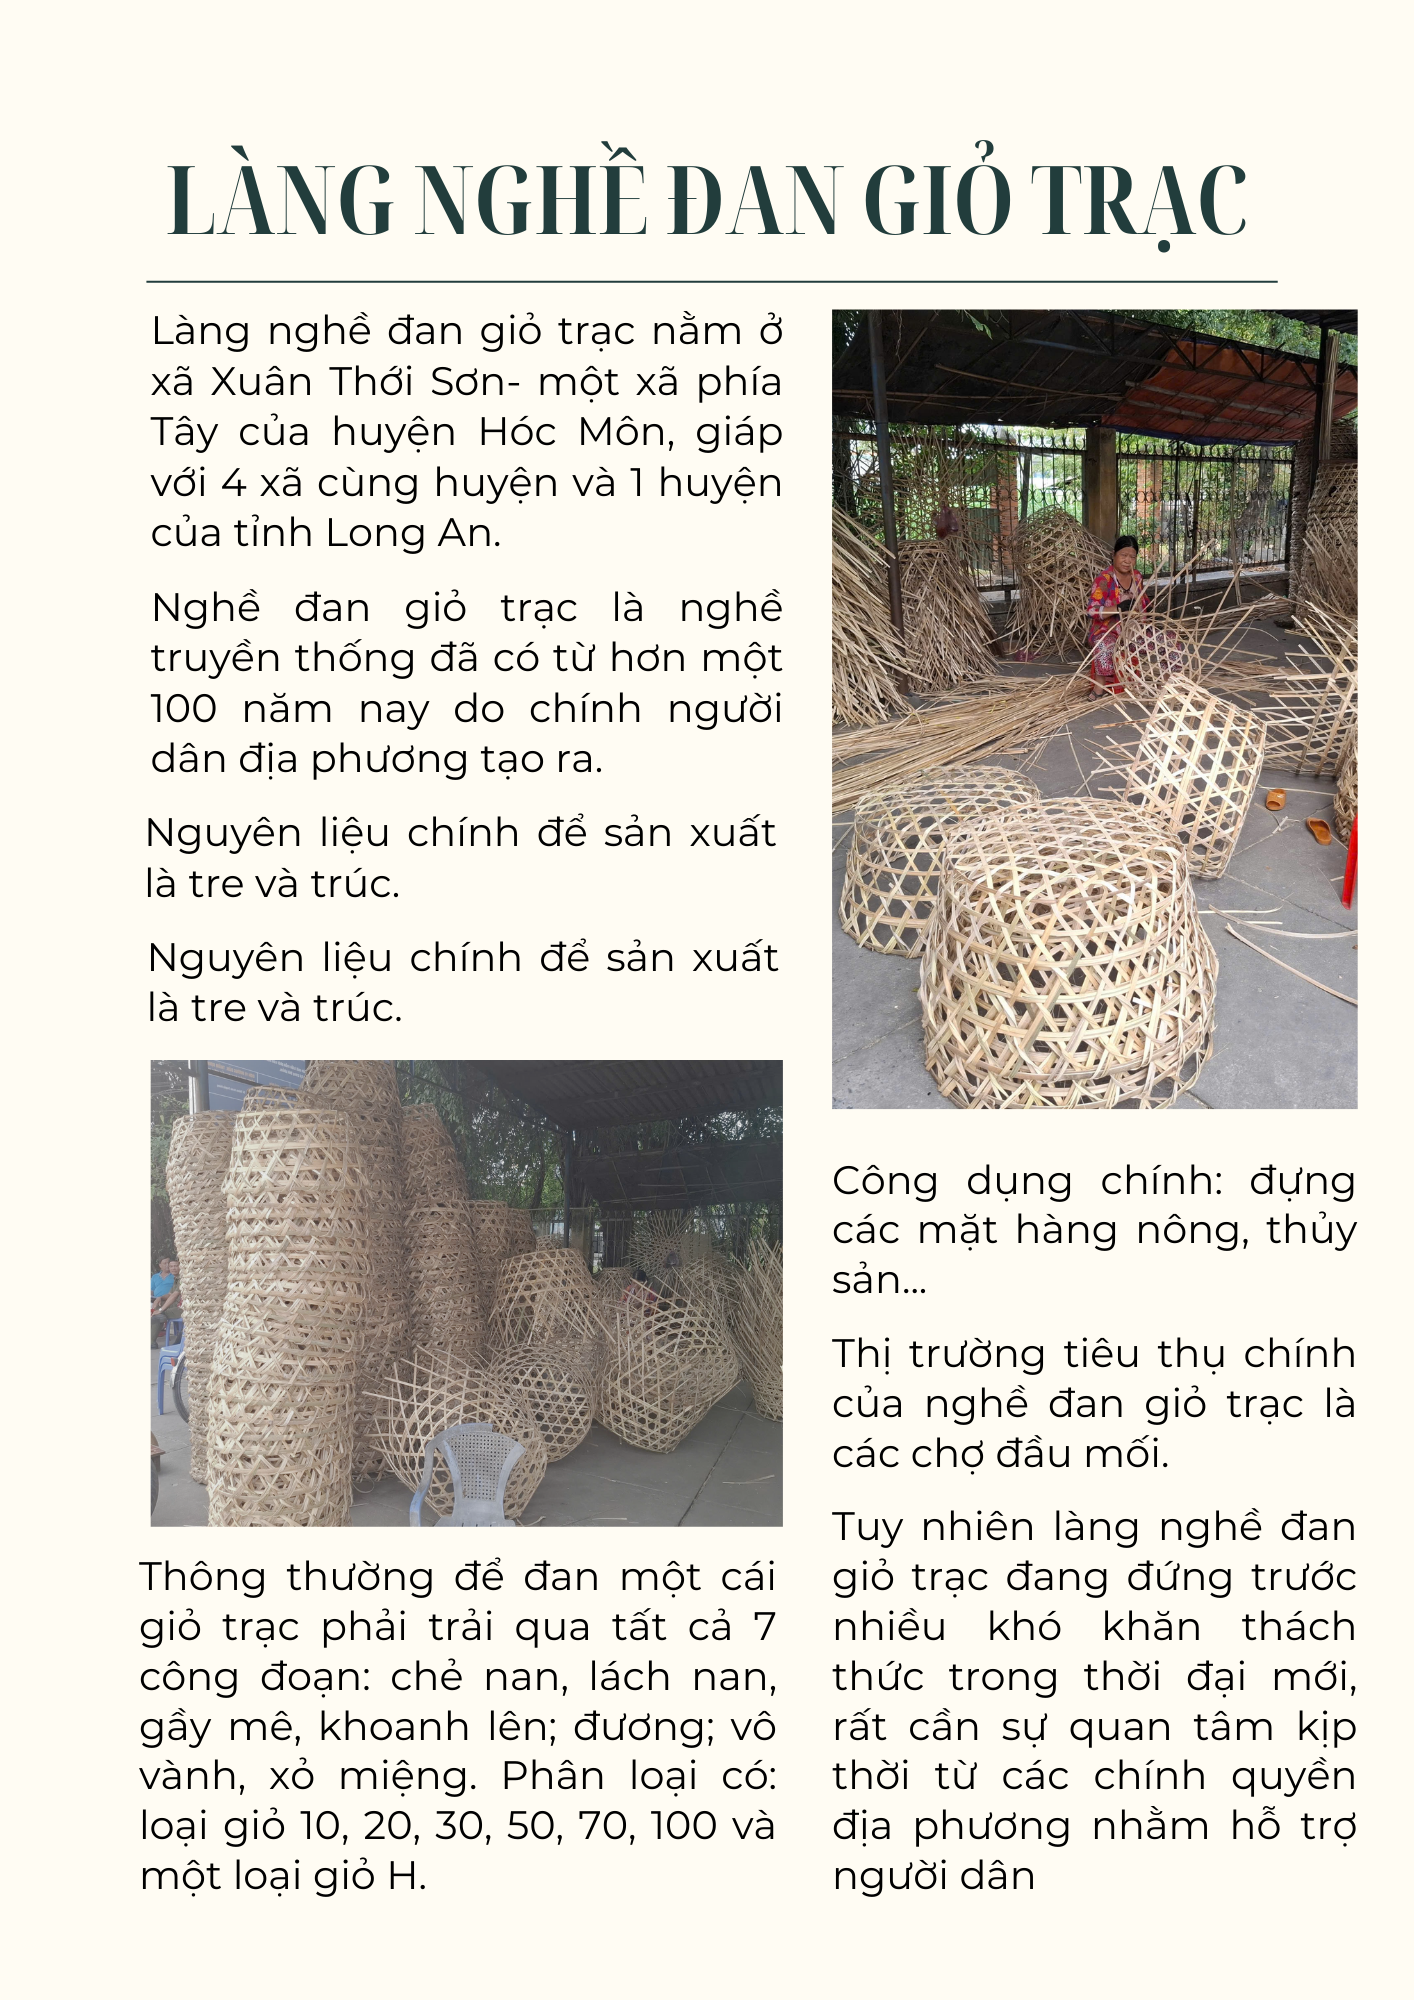 LÀNG NGHỀ ĐAN GIỎ TRẠC
Làng nghề đan giỏ trạc nằm ở
xã Xuân Thới Sơn- một xã phía
Tây của huyện Hóc Môn, giáp
với 4 xã cùng huyện và 1 huyện
của tỉnh Long An.
Nghề đan giỏ trạc là nghề
truyền thống đã có từ hơn một
100 năm nay do chính người
dân địa phương tạo ra.
Nguyên liệu chính để sản xuất
là tre và trúc.
Nguyên liệu chính để sản xuất
là tre và trúc.
Thông thường để đan một cái
giỏ trạc phải trải qua tất cả 7
công đoạn: chẻ nan, lách nan,
gầy mê, khoanh lên; đương; vô
vành, xỏ miệng. Phân loại có:
loại giỏ 10, 20, 30, 50, 70, 100 và
một loại giỏ H.
Công dụng chính: đựng
các mặt hàng nông, thủy
sản...
Thị trường tiêu thụ chính
của nghề đan giỏ trạc là
các chợ đầu mối.
Tuy nhiên làng nghề đan
giỏ trạc đang đứng trước
nhiều khó khăn thách
thức trong thời đại mới,
rất cần sự quan tâm kịp
thời từ các chính quyền
địa phương nhằm hỗ trợ
người dân